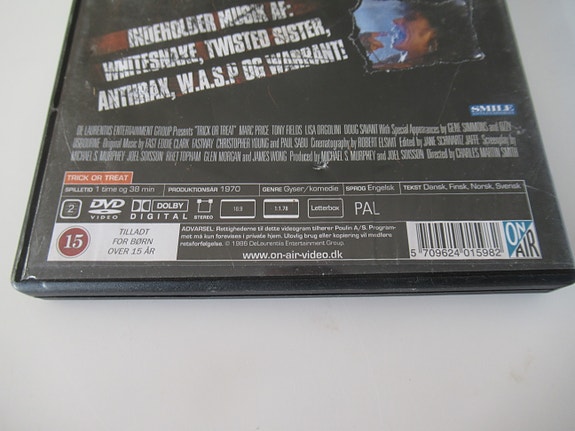 INDEHOLDER MUSIK AF:
WHITESNAKE, TWISTED SISTER,
ANTHRAX, W.A.S.P OG WARRANT!
SMILE
DE LAURENTIIS ENTERTAINMENT GROUP Presents "TRICK OR TREAT" MARC PRICE TONY FIELDS LISA ORGOLINI DOUG SAVANT With Special Appearances by GENE SIMMONS and OZZY
OSBOURNE Original Music by FAST EDDIE CLARK, FASTWAY, CHRISTOPHER YOUNG and PAUL SABU Cinematography by ROBERT ELSWIT Edited by JANE SCHWARTZ JAFFE Screenplay by
MICHAEL S. MURPHEY, JOEL SOISSON, RHET TOPHAM, GLEN MORGAN and JAMES WONG Produced by MICHAEL S. MURPHEY and JOEL SOISSON Directed by CHARLES MARTIN SMITH
TRICK OR TREAT
SPILLETID 1 time og 38 min PRODUKTIONSÅR 1970 GENRE Gyser/komedie SPROG Engelsk TEKST Dansk, Finsk, Norsk, Svensk
2 DVD VIDEO DOLBY DIGITAL STEREO 16:9 1:1.78 Letterbox PAL
15 TILLADT
FOR BØRN
OVER 15 ÅR
ADVARSEL: Rettighederne til dette videogram tilhører Poulin A/S. Program-
met må kun forevises i private hjem. Ulovlig brug eller kopiering vil medføre
retsforfølgelse. © 1986 DeLaurentis Entertainment Group.
www.on-air-video.dk
5 709624 015982
ON AIR